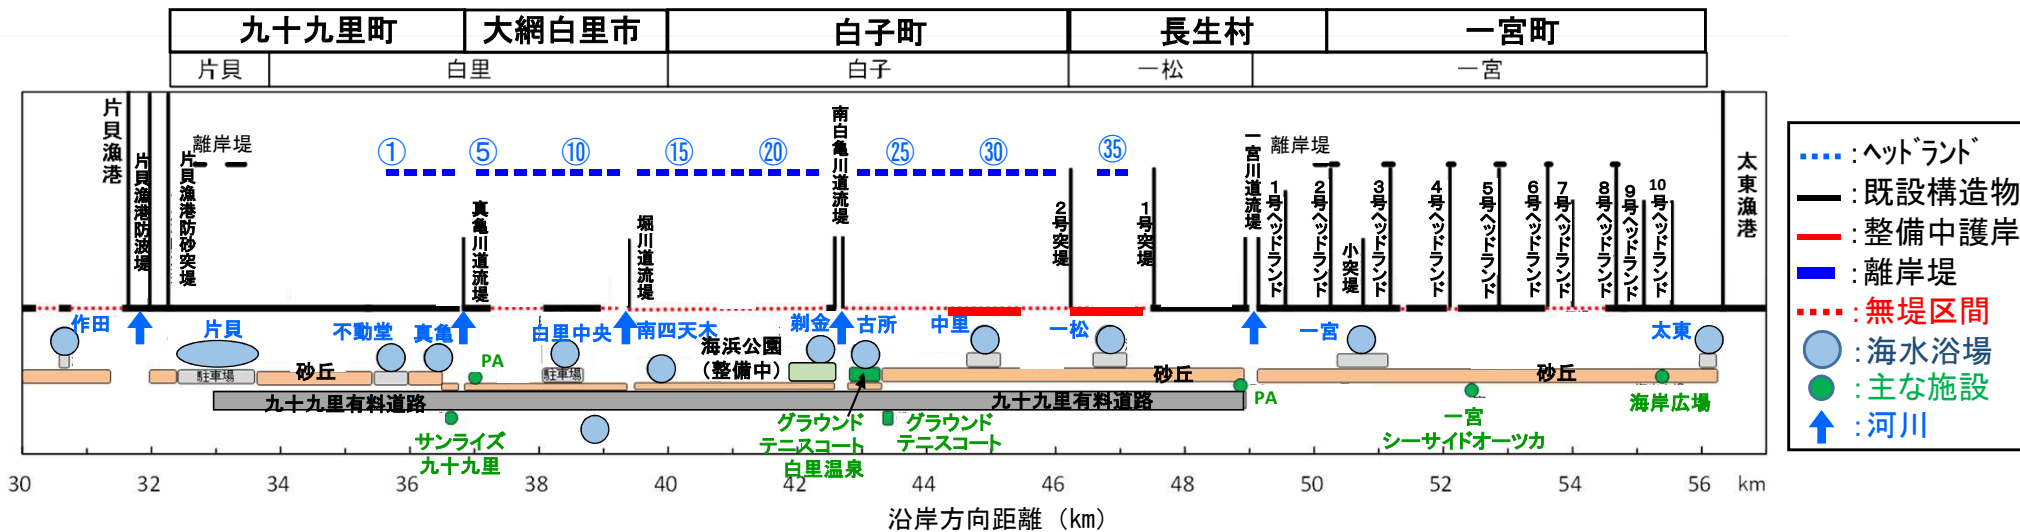 九十九里町 大網白里市 白子町 長生村 一宮町
片貝 白里 白子 一松 一宮
片貝漁港
片貝漁港防波堤
片貝漁港防砂突堤
離岸堤
① ⑤ ⑩ ⑮ ⑳ ㉕ ㉚ ㉟
真亀川道流堤
堀川道流堤
南白亀川道流堤
2号突堤
1号突堤
一宮川道流堤
離岸堤
1号ヘッドランド
2号ヘッドランド
小突堤
3号ヘッドランド
4号ヘッドランド
5号ヘッドランド
6号ヘッドランド
7号ヘッドランド
8号ヘッドランド
9号ヘッドランド
10号ヘッドランド
太東漁港
作田 片貝 不動堂 真亀 白里中央 南四天木 剃金 古所 中里 一松 一宮 太東
海浜公園
(整備中)
PA
駐車場 砂丘 駐車場 砂丘 砂丘
九十九里有料道路 九十九里有料道路
PA
海岸広場
サンライズ
九十九里
グラウンド
テニスコート
白里温泉
グラウンド
テニスコート
一宮
シーサイドオーツカ
30 32 34 36 38 40 42 44 46 48 50 52 54 56 km
沿岸方向距離 (km)
:ヘッドランド
:既設構造物
:整備中護岸
:離岸堤
:無堤区間
:海水浴場
:主な施設
:河川